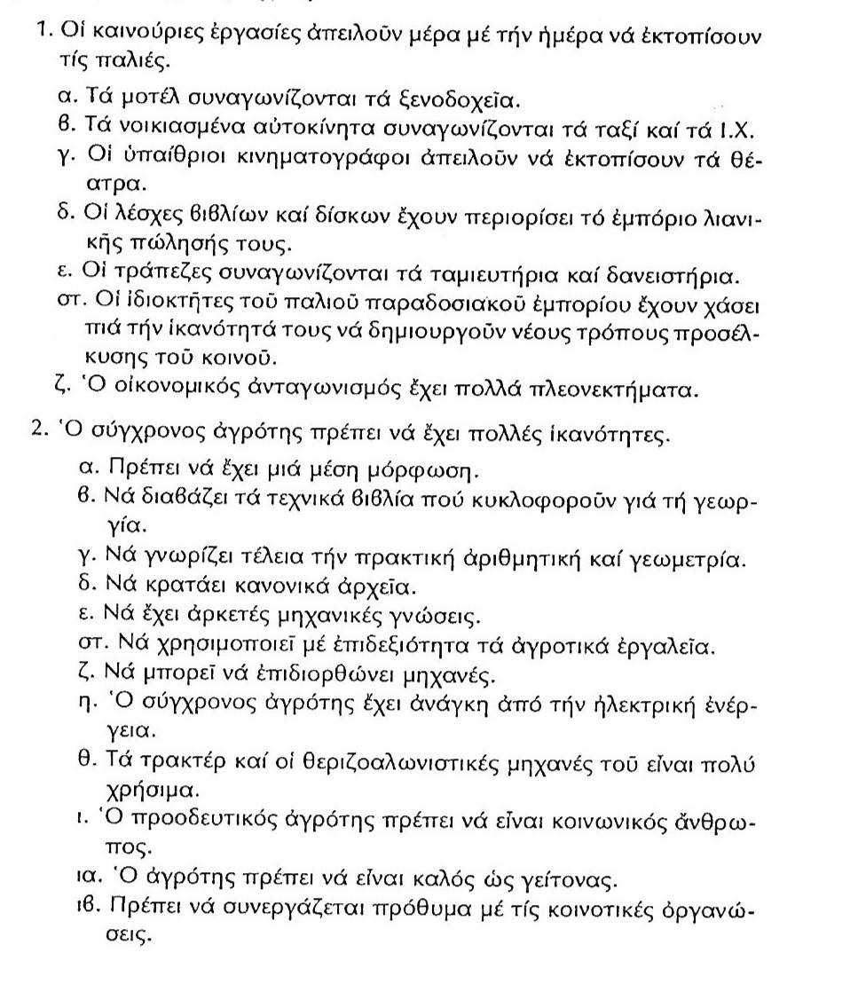 1. Οἱ καινούριες ἐργασίες ἀπειλοῦν μέρα μέ τήν ἡμέρα νά ἐκτοπίσουν
τίς παλιές.
α. Τά μοτέλ συναγωνίζονται τά ξενοδοχεῖα.
β. Τά νοικιασμένα αὐτοκίνητα συναγωνίζονται τά ταξί καί τά Ι.Χ.
γ. Οἱ ὑπαίθριοι κινηματογράφοι ἀπειλοῦν νά ἐκτοπίσουν τά θέ-
ατρα.
δ. Οἱ λέσχες βιβλίων καί δίσκων ἔχουν περιορίσει τό ἐμπόριο λιανι-
κῆς πώλησής τους.
ε. Οἱ τράπεζες συναγωνίζονται τά ταμιευτήρια καί δανειστήρια.
στ. Οἱ ἰδιοκτῆτες τοῦ παλιοῦ παραδοσιακοῦ ἐμπορίου ἔχουν χάσει
πιά τήν ἱκανότητά τους νά δημιουργοῦν νέους τρόπους προσέλ-
κυσης τοῦ κοινοῦ.
ζ. Ὁ οἰκονομικός ἀνταγωνισμός ἔχει πολλά πλεονεκτήματα.
2. Ὁ σύγχρονος ἀγρότης πρέπει νά ἔχει πολλές ἱκανότητες.
α. Πρέπει νά ἔχει μιά μέση μόρφωση.
β. Νά διαβάζει τά τεχνικά βιβλία πού κυκλοφοροῦν γιά τή γεωρ-
γία.
γ. Νά γνωρίζει τέλεια τήν πρακτική ἀριθμητική καί γεωμετρία.
δ. Νά κρατάει κανονικά ἀρχεῖα.
ε. Νά ἔχει ἀρκετές μηχανικές γνώσεις.
στ. Νά χρησιμοποιεῖ μέ ἐπιδεξιότητα τά ἀγροτικά ἐργαλεῖα.
ζ. Νά μπορεῖ νά ἐπιδιορθώνει μηχανές.
η. Ὁ σύγχρονος ἀγρότης ἔχει ἀνάγκη ἀπό τήν ἠλεκτρική ἐνέρ-
γεια.
θ. Τά τρακτέρ καί οἱ θεριζοαλωνιστικές μηχανές τοῦ εἶναι πολύ
χρήσιμα.
ι. Ὁ προοδευτικός ἀγρότης πρέπει νά εἶναι κοινωνικός ἄνθρω-
πος.
ια. Ὁ ἀγρότης πρέπει νά εἶναι καλός ὡς γείτονας.
ιβ. Πρέπει νά συνεργάζεται πρόθυμα μέ τίς κοινοτικές ὀργανώ-
σεις.